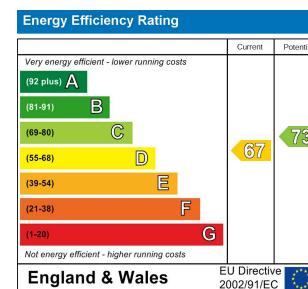 Energy Efficiency Rating
Current Potenti
Very energy efficient - lower running costs
(92 plus) A
(81-91) B
(69-80) C
73
(55-68) D
67
(39-54) E
(21-38) F
(1-20) G
Not energy efficient - higher running costs
England & Wales
EU Directive
2002/91/EC